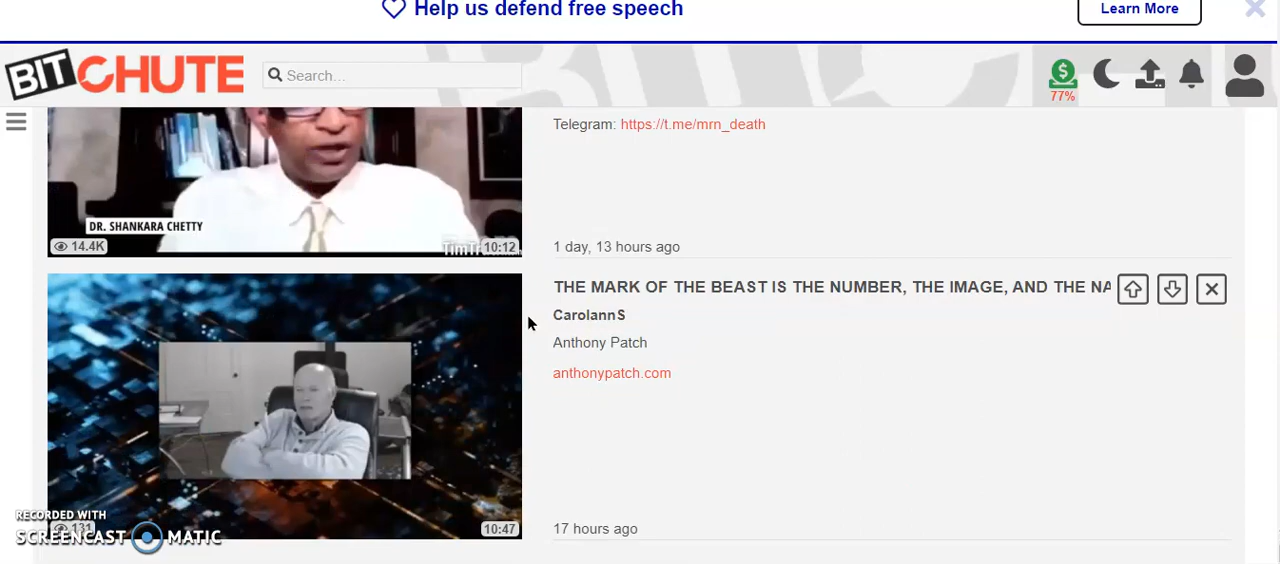 Help us defend free speech
Learn More
BITCHUTE
Search...
77%
Telegram: https://t.me/mrn_death
DR. SHANKARA CHETTY
14.4K
10:12
1 day, 13 hours ago
THE MARK OF THE BEAST IS THE NUMBER, THE IMAGE, AND THE NA
CarolannS
Anthony Patch
anthonypatch.com
RECORDED WITH
SCREENCAST MATIC
131
10:47
17 hours ago